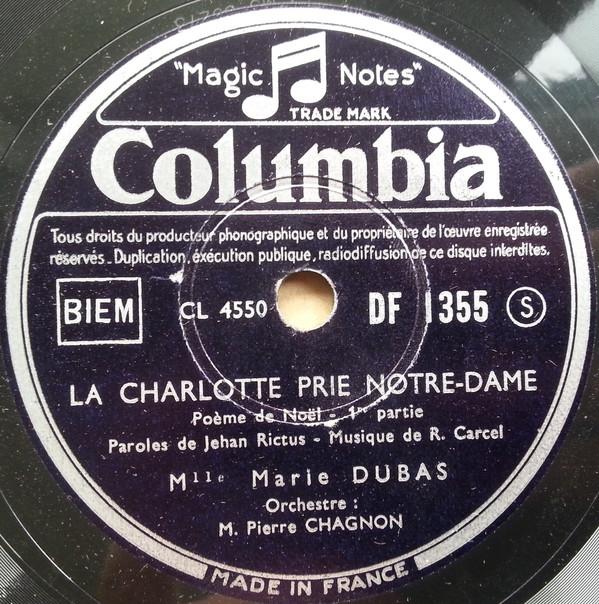 "Magic Notes"
TRADE MARK
Columbia
Tous droits du producteur phonographique et du propriétaire de l'œuvre enregistrée
réservés. Duplication, éxécution publique, radiodiffusion de ce disque interdites.
BIEM CL 4550 DF 1355 S
LA CHARLOTTE PRIE NOTRE-DAME
Poème de Noël - 1re partie
Paroles de Jehan Rictus - Musique de R. Carcel
Mlle Marie DUBAS
Orchestre :
M. Pierre CHAGNON
MADE IN FRANCE